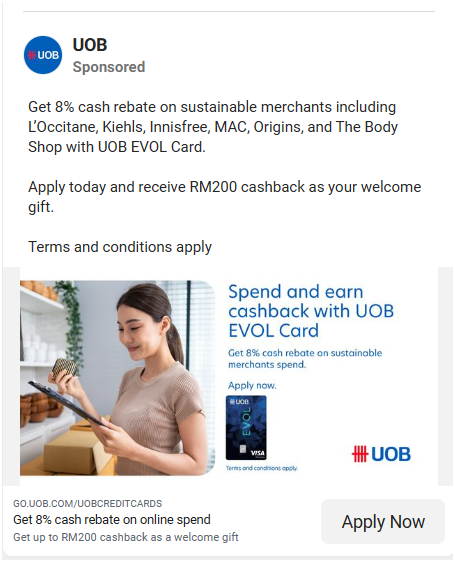 UOB
UOB
Sponsored
Get 8% cash rebate on sustainable merchants including
L'Occitane, Kiehls, Innisfree, MAC, Origins, and The Body
Shop with UOB EVOL Card.
Apply today and receive RM200 cashback as your welcome
gift.
Terms and conditions apply
Spend and earn
cashback with UOB
EVOL Card
Get 8% cash rebate on sustainable
merchants spend.
Apply now.
UOB
EVOL
VISA
Terms and conditions apply.
UOB
GO.UOB.COM/UOBCREDITCARDS
Get 8% cash rebate on online spend
Get up to RM200 cashback as a welcome gift
Apply Now